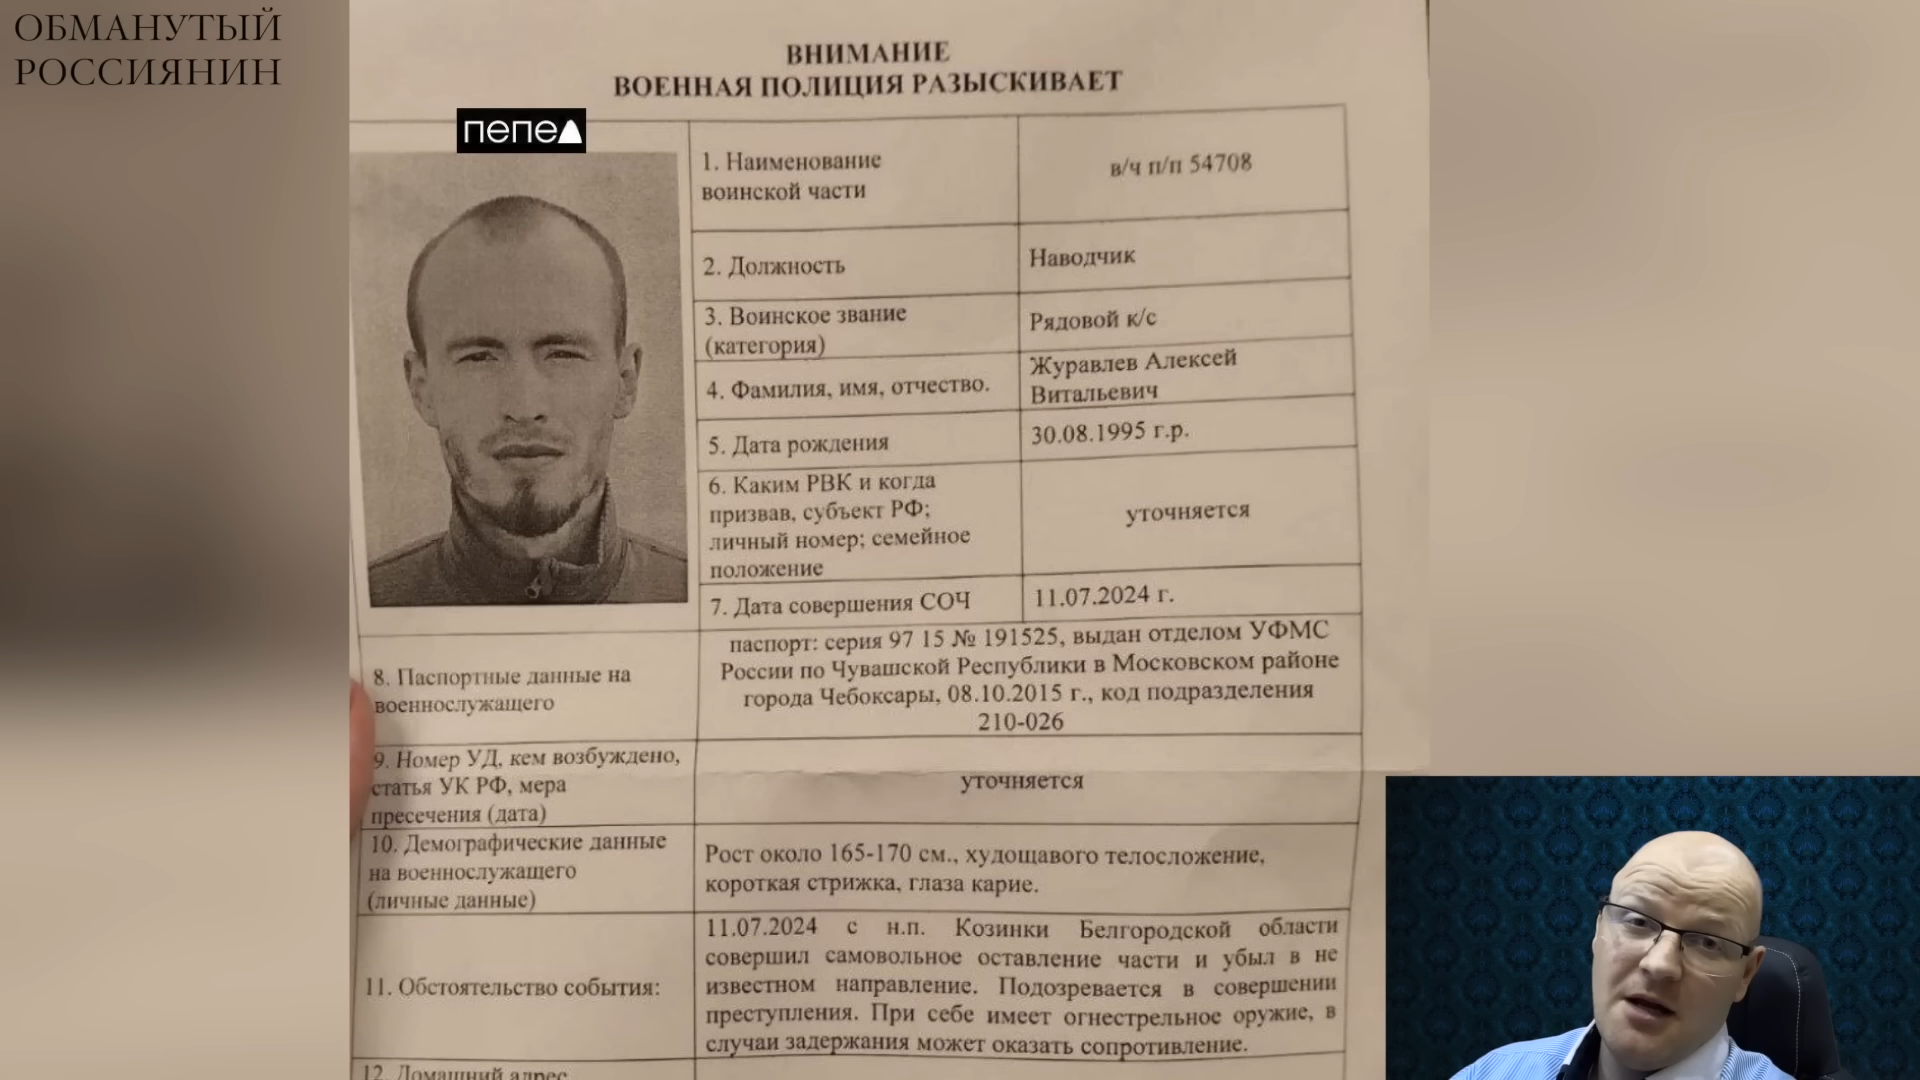 ОБМАНУТЫЙ
РОССИЯНИН
ВНИМАНИЕ
ВОЕННАЯ ПОЛИЦИЯ РАЗЫСКИВАЕТ
пепел
1. Наименование
воинской части
в/ч п/п 54708
2. Должность
Наводчик
3. Воинское звание
(категория)
Рядовой к/с
4. Фамилия, имя, отчество.
Журавлев Алексей
Витальевич
5. Дата рождения
30.08.1995 г.р.
6. Каким РВК и когда
призвав, субъект РФ;
личный номер; семейное
положение
уточняется
7. Дата совершения СОЧ
11.07.2024 г.
8. Паспортные данные на
военнослужащего
паспорт: серия 97 15 № 191525, выдан отделом УФМС
России по Чувашской Республики в Московском районе
города Чебоксары, 08.10.2015 г., код подразделения
210-026
9. Номер УД, кем возбуждено,
статья УК РФ, мера
пресечения (дата)
уточняется
10. Демографические данные
на военнослужащего
(личные данные)
Рост около 165-170 см., худощавого телосложение,
короткая стрижка, глаза карие.
11. Обстоятельство события:
11.07.2024 с н.п. Козинки Белгородской области
совершил самовольное оставление части и убыл в не
известном направление. Подозревается в совершении
преступления. При себе имеет огнестрельное оружие, в
случаи задержания может оказать сопротивление.
12. Домашний адрес